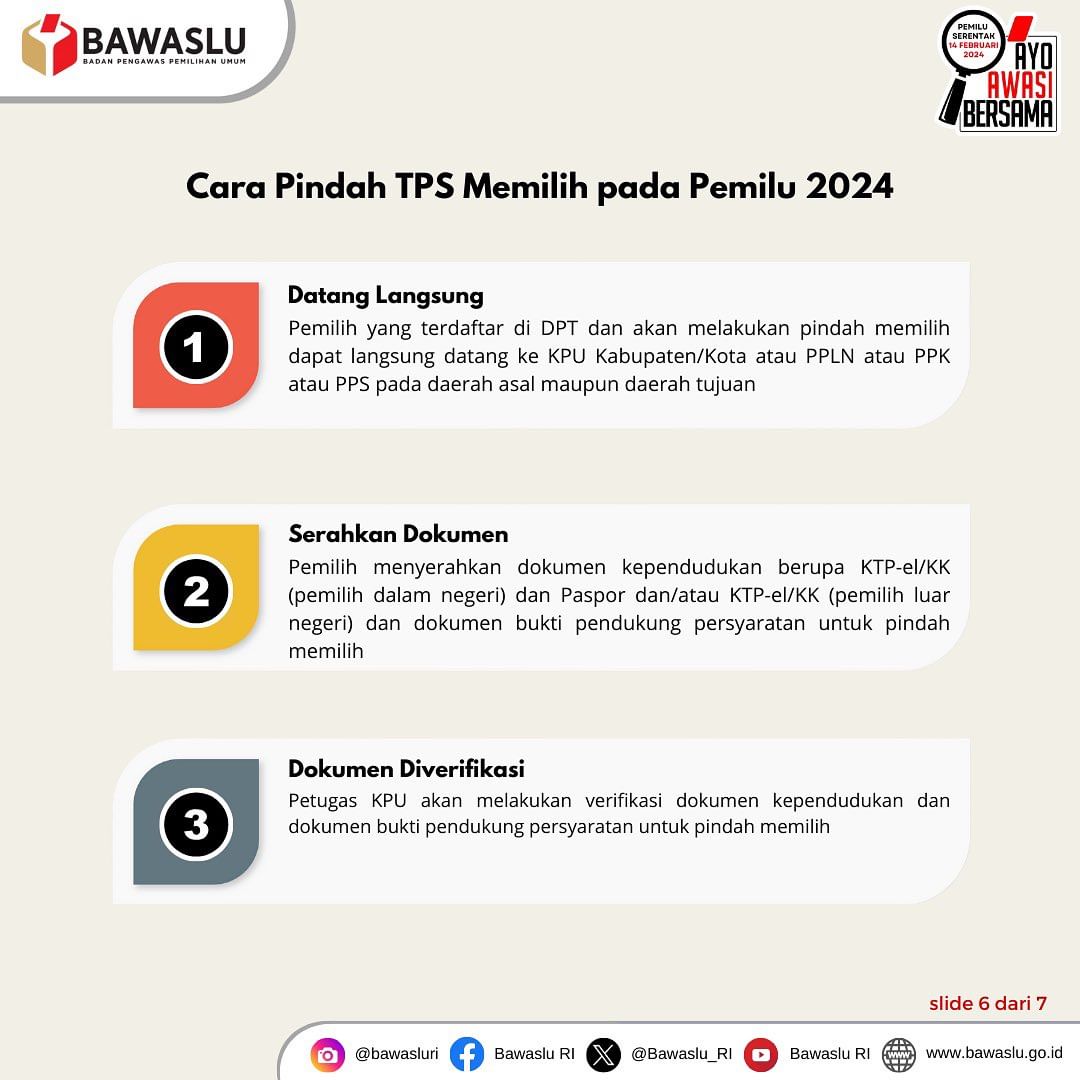 BAWASLU
BADAN PENGAWAS PEMILIHAN UMUM
PEMILU
SERENTAK
14 FEBRUARI
2024
AYO
AWASI
BERSAMA
Cara Pindah TPS Memilih pada Pemilu 2024
1
Datang Langsung
Pemilih yang terdaftar di DPT dan akan melakukan pindah memilih
dapat langsung datang ke KPU Kabupaten/Kota atau PPLN atau PPK
atau PPS pada daerah asal maupun daerah tujuan
2
Serahkan Dokumen
Pemilih menyerahkan dokumen kependudukan berupa KTP-el/KK
(pemilih dalam negeri) dan Paspor dan/atau KTP-el/KK (pemilih luar
negeri) dan dokumen bukti pendukung persyaratan untuk pindah
memilih
3
Dokumen Diverifikasi
Petugas KPU akan melakukan verifikasi dokumen kependudukan dan
dokumen bukti pendukung persyaratan untuk pindah memilih
slide 6 dari 7
@bawasluri Bawaslu RI @Bawaslu_RI Bawaslu RI WWW www.bawaslu.go.id